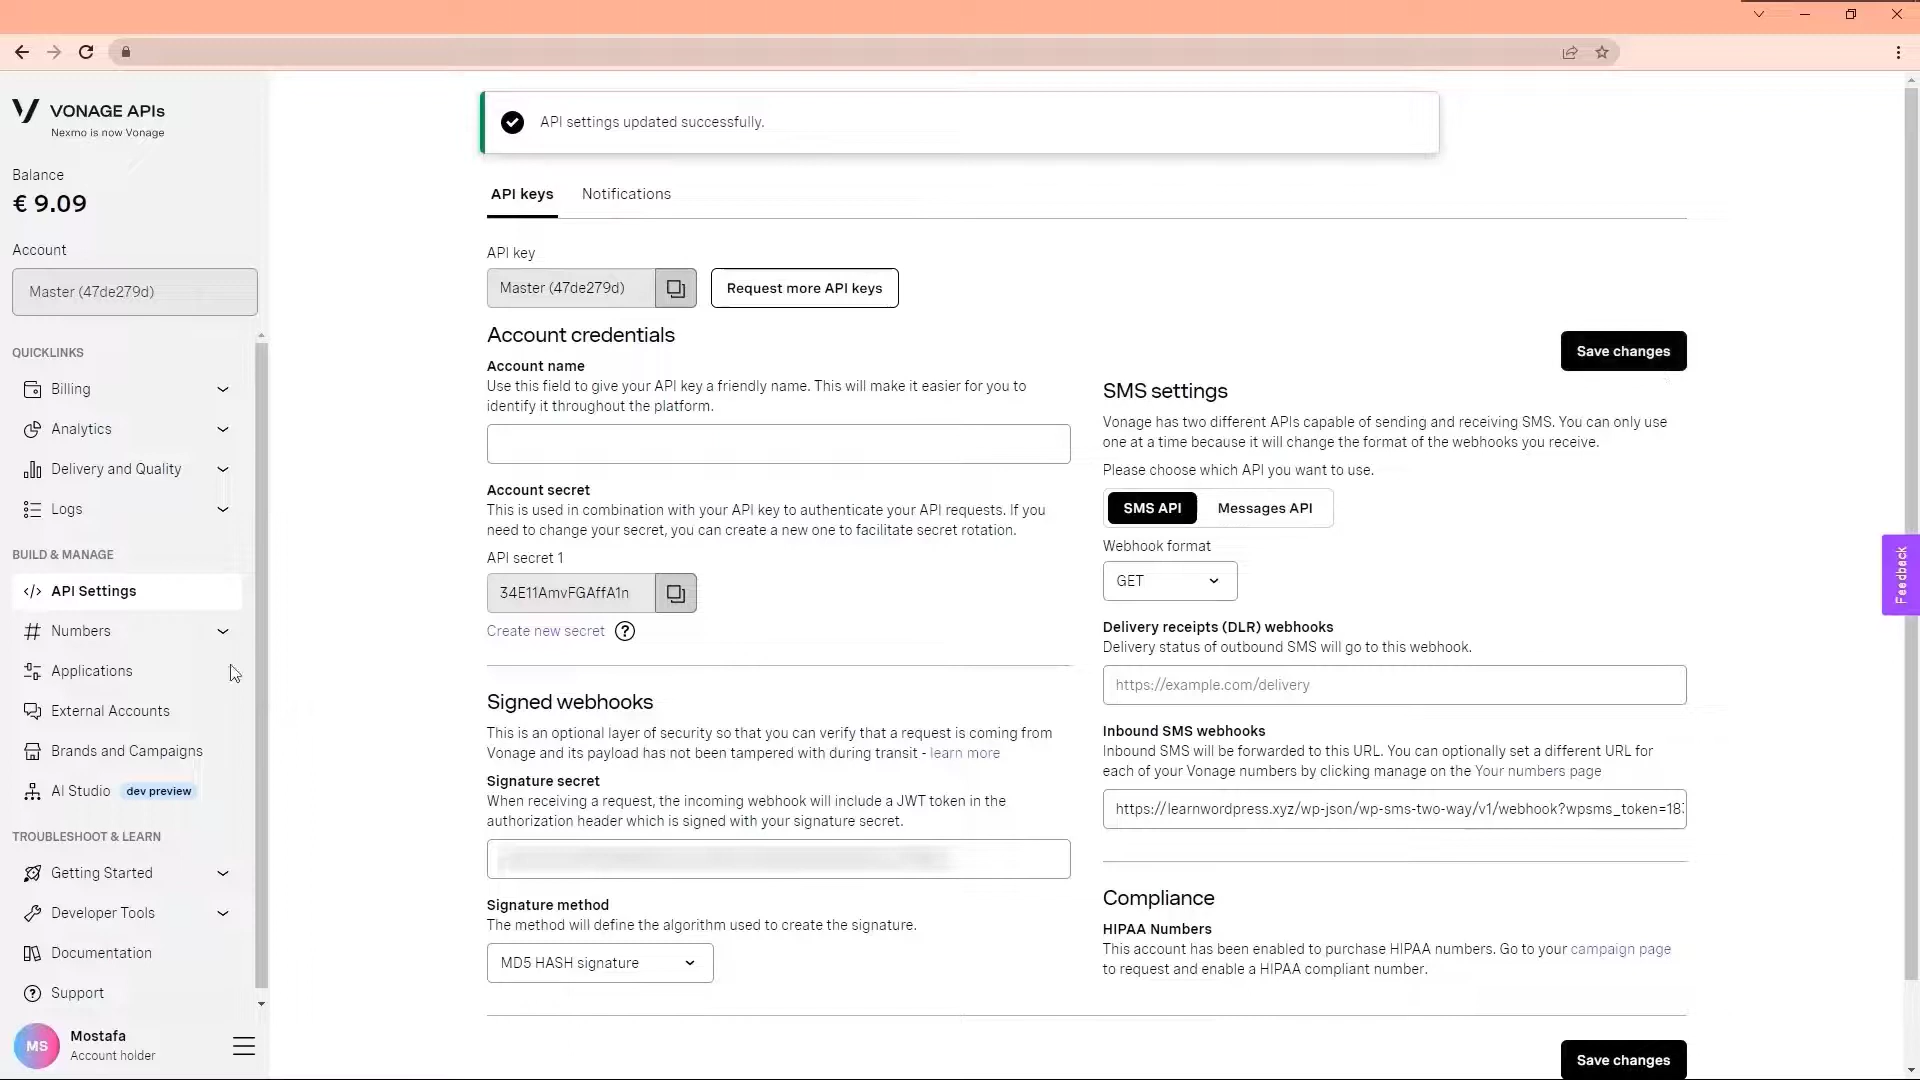 VONAGE APIs
Nexmo is now Vonage
Balance
€ 9.09
Account
Master (47de279d)
QUICKLINKS
Billing
Analytics
Delivery and Quality
Logs
BUILD & MANAGE
API Settings
Numbers
Applications
External Accounts
Brands and Campaigns
AI Studio dev preview
TROUBLESHOOT & LEARN
Getting Started
Developer Tools
Documentation
Support
MS
Mostafa
Account holder
API settings updated successfully.
API keys Notifications
API key
Master (47de279d)
Request more API keys
Account credentials
Account name
Use this field to give your API key a friendly name. This will make it easier for you to
identify it throughout the platform.
Account secret
This is used in combination with your API key to authenticate your API requests. If you
need to change your secret, you can create a new one to facilitate secret rotation.
API secret 1
34E11AmvFGAffA1n
Create new secret ?
Signed webhooks
This is an optional layer of security so that you can verify that a request is coming from
Vonage and its payload has not been tampered with during transit - learn more
Signature secret
When receiving a request, the incoming webhook will include a JWT token in the
authorization header which is signed with your signature secret.
Signature method
The method will define the algorithm used to create the signature.
MD5 HASH signature
Save changes
SMS settings
Vonage has two different APIs capable of sending and receiving SMS. You can only use
one at a time because it will change the format of the webhooks you receive.
Please choose which API you want to use.
SMS API Messages API
Webhook format
GET
Delivery receipts (DLR) webhooks
Delivery status of outbound SMS will go to this webhook.
https://example.com/delivery
Inbound SMS webhooks
Inbound SMS will be forwarded to this URL. You can optionally set a different URL for
each of your Vonage numbers by clicking manage on the Your numbers page
https://learnwordpress.xyz/wp-json/wp-sms-two-way/v1/webhook?wpsms_token=18
Compliance
HIPAA Numbers
This account has been enabled to purchase HIPAA numbers. Go to your campaign page
to request and enable a HIPAA compliant number.
Save changes
Feedback